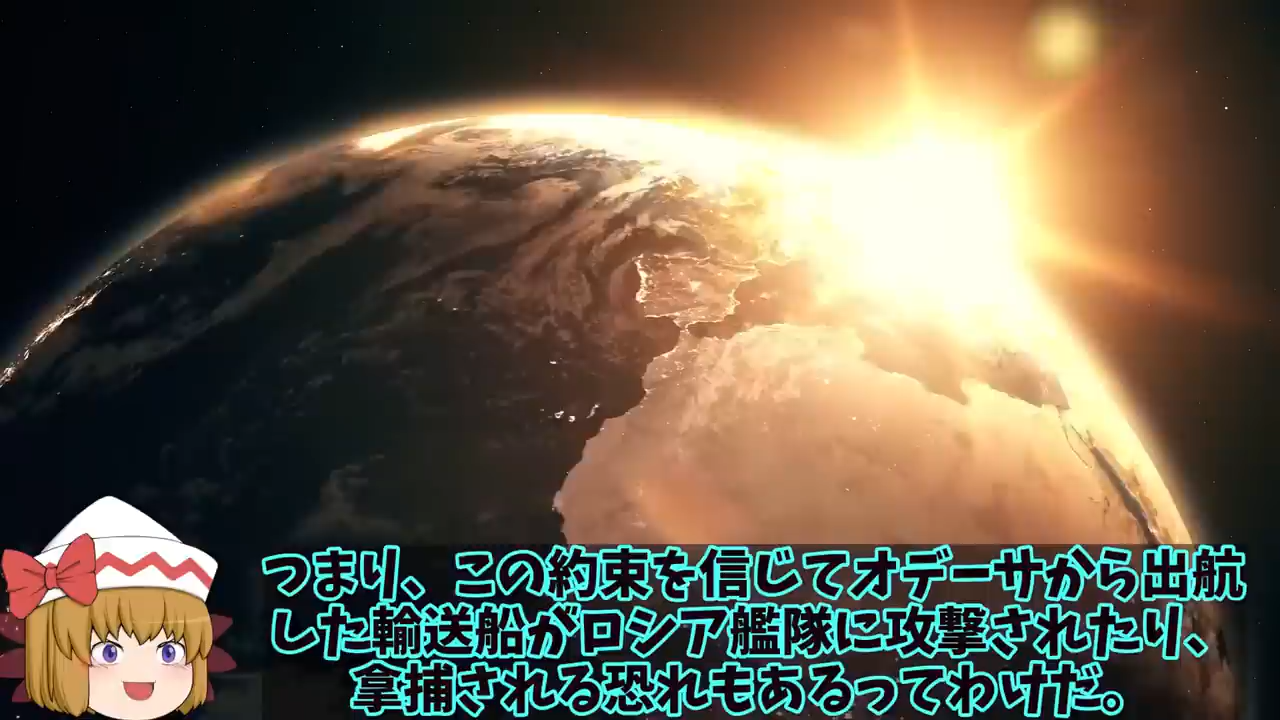 つまり、この約束を信じてオデーサから出航
した輸送船がロシア艦隊に攻撃されたり、
拿捕される恐れもあるってわけだ。